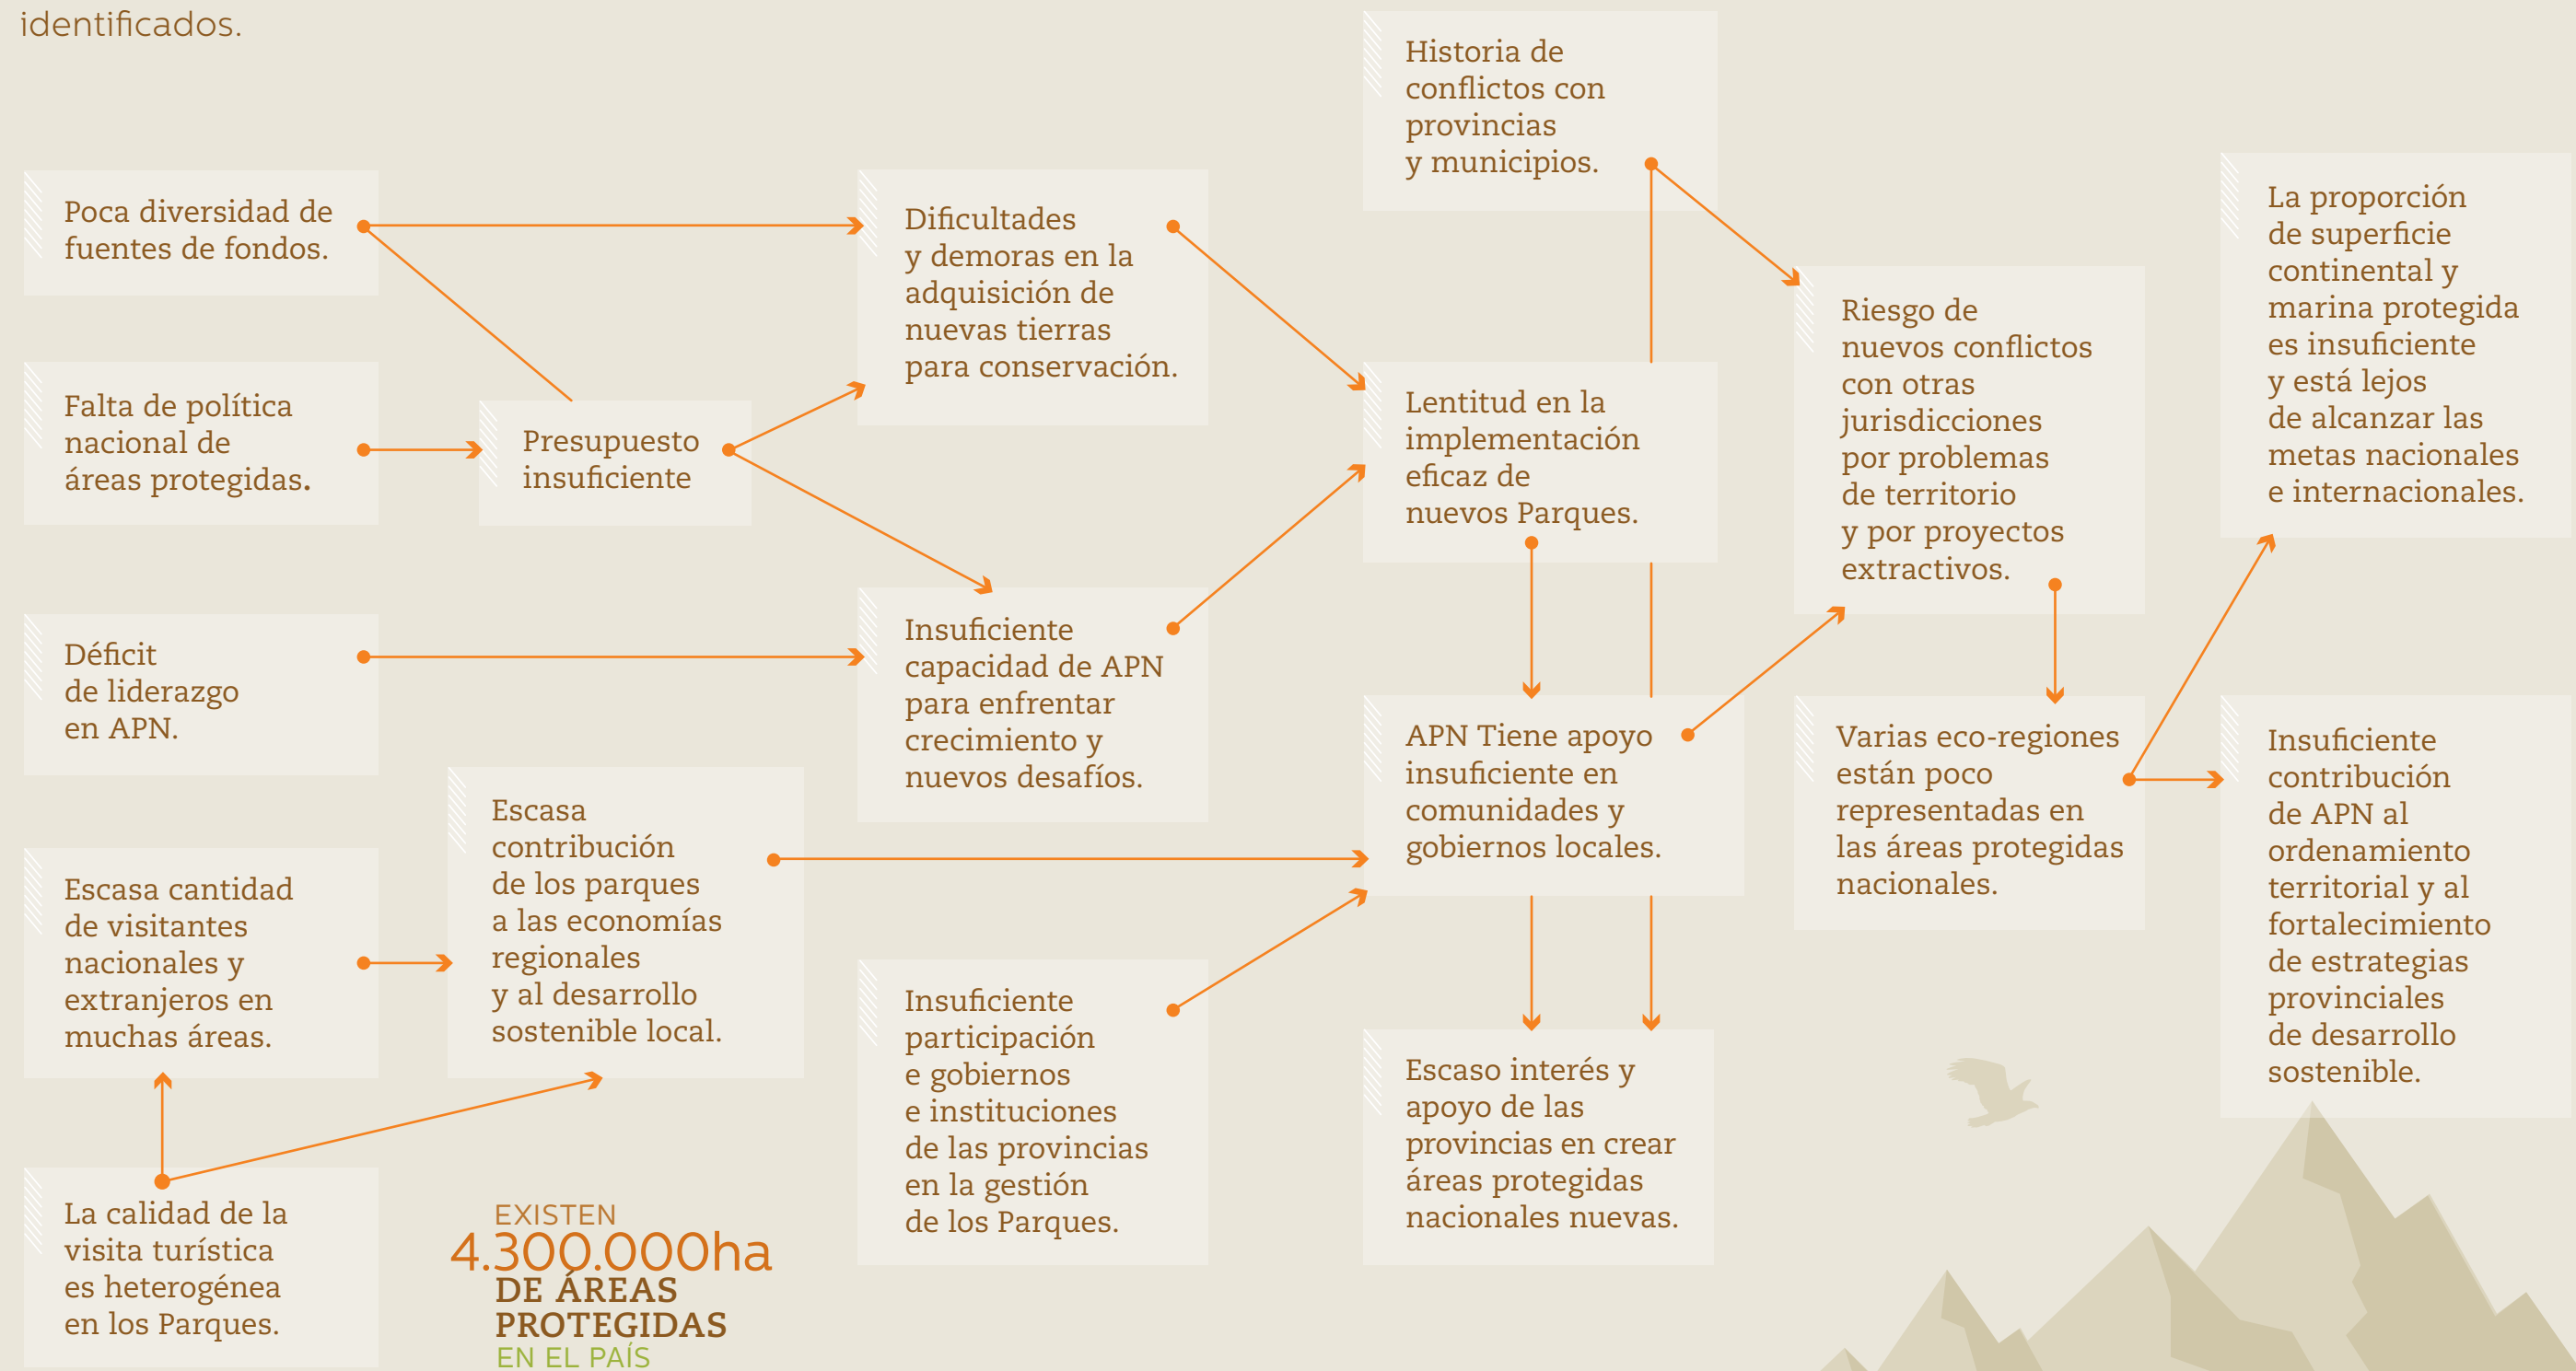 identificados.
Poca diversidad de
fuentes de fondos.
Falta de política
nacional de
áreas protegidas.
Déficit
de liderazgo
en APN.
Escasa cantidad
de visitantes
nacionales y
extranjeros en
muchas áreas.
La calidad de la
visita turística
es heterogénea
en los Parques.
Presupuesto
insuficiente
Escasa
contribución
de los parques
a las economías
regionales
y al desarrollo
sostenible local.
EXISTEN
4.300.000ha
DE ÁREAS
PROTEGIDAS
EN EL PAÍS
Dificultades
y demoras en la
adquisición de
nuevas tierras
para conservación.
Insuficiente
capacidad de APN
para enfrentar
crecimiento y
nuevos desafíos.
Insuficiente
participación
e gobiernos
e instituciones
de las provincias
en la gestión
de los Parques.
Historia de
conflictos con
provincias
y municipios.
Lentitud en la
implementación
eficaz de
nuevos Parques.
APN Tiene apoyo
insuficiente en
comunidades y
gobiernos locales.
Escaso interés y
apoyo de las
provincias en crear
áreas protegidas
nacionales nuevas.
Riesgo de
nuevos conflictos
con otras
jurisdicciones
por problemas
de territorio
y por proyectos
extractivos.
Varias eco-regiones
están poco
representadas en
las áreas protegidas
nacionales.
La proporción
de superficie
continental y
marina protegida
es insuficiente
y está lejos
de alcanzar las
metas nacionales
e internacionales.
Insuficiente
contribución
de APN al
ordenamiento
territorial y al
fortalecimiento
de estrategias
provinciales
de desarrollo
sostenible.